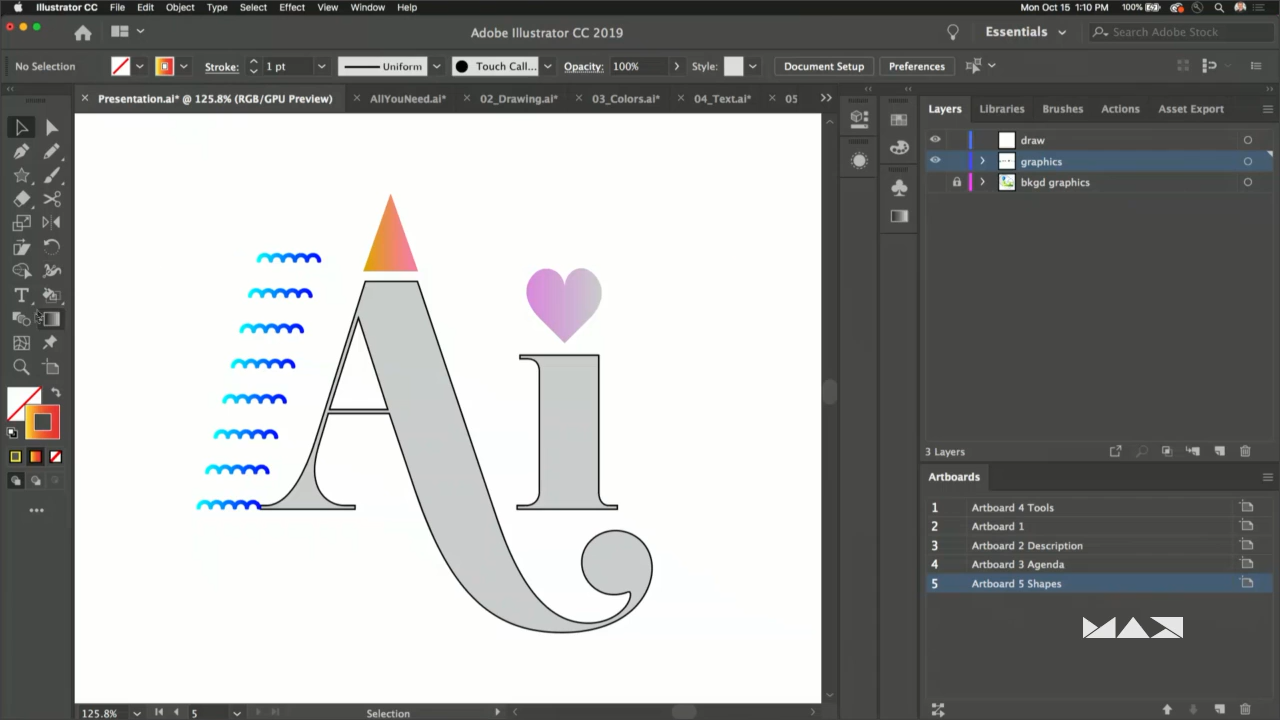 Illustrator CC File Edit Object Type Select Effect View Window Help Mon Oct 15 1:10 PM 100%
Adobe Illustrator CC 2019 Essentials Search Adobe Stock
No Selection Stroke: 1 pt Uniform Touch Call... Opacity: 100% Style: Document Setup Preferences
Presentation.ai* @ 125.8% (RGB/GPU Preview) AllYouNeed.ai* 02_Drawing.ai* 03_Colors.ai* 04_Text.ai* 05
Layers Libraries Brushes Actions Asset Export
draw
graphics
bkgd graphics
Ai
3 Layers
Artboards
1 Artboard 4 Tools
2 Artboard 1
3 Artboard 2 Description
4 Artboard 3 Agenda
5 Artboard 5 Shapes
MAX
125.8% 5 Selection